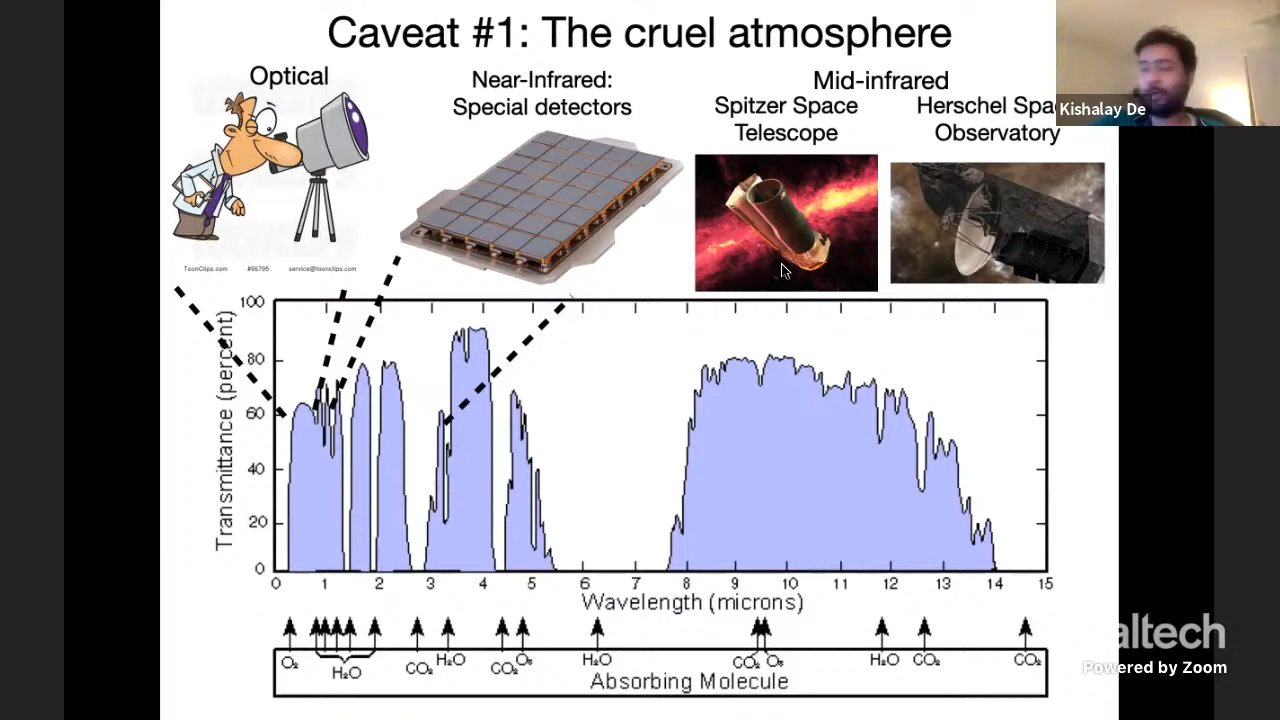 Caveat #1: The cruel atmosphere
Optical
Near-Infrared:
Special detectors
Mid-infrared
Spitzer Space
Telescope
Herschel Spa
Observatory
Kishalay De
ToonClips.com #66795 service@toonclips.com
Transmittance (percent)
100
80
60
40
20
0
0 1 2 3 4 5 6 7 8 9 10 11 12 13 14 15
Wavelength (microns)
O₂ H₂O CO₂ H₂O CO₂ O₃ H₂O CO₂ O₃ H₂O CO₂ CO₂
Absorbing Molecule
altech
Powered by Zoom